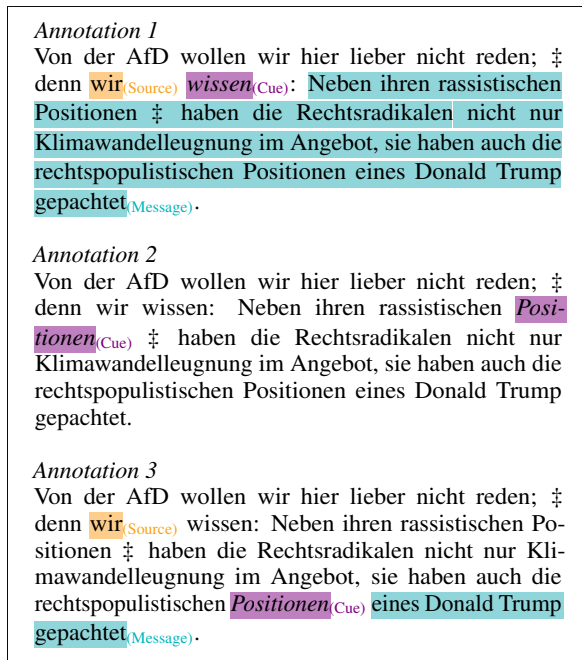 Annotation 1
Von der AfD wollen wir hier lieber nicht reden; ‡
denn wir(Source) wissen(Cue): Neben ihren rassistischen
Positionen ‡ haben die Rechtsradikalen nicht nur
Klimawandelleugnung im Angebot, sie haben auch die
rechtspopulistischen Positionen eines Donald Trump
gepachtet(Message).
Annotation 2
Von der AfD wollen wir hier lieber nicht reden; ‡
denn wir wissen: Neben ihren rassistischen Posi-
tionen(Cue) ‡ haben die Rechtsradikalen nicht nur
Klimawandelleugnung im Angebot, sie haben auch die
rechtspopulistischen Positionen eines Donald Trump
gepachtet.
Annotation 3
Von der AfD wollen wir hier lieber nicht reden; ‡
denn wir(Source) wissen: Neben ihren rassistischen Po-
sitionen ‡ haben die Rechtsradikalen nicht nur Kli-
mawandelleugnung im Angebot, sie haben auch die
rechtspopulistischen Positionen(Cue) eines Donald Trump
gepachtet(Message).